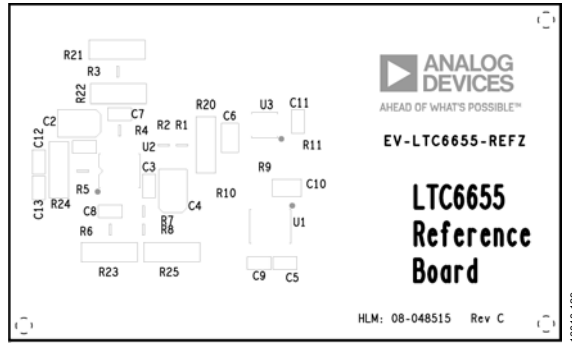 R21
R3
R22
C2
C7
R4
R2
R1
R20
C6
U3
C11
R11
C12
U2
C3
R9
C10
R5
R10
C13
R24
C8
C4
R7
R8
R6
U1
R23
R25
C9
C5
ANALOG
DEVICES
AHEAD OF WHAT'S POSSIBLE™
EV-LTC6655-REFZ
LTC6655
Reference
Board
HLM: 08-048515 Rev C